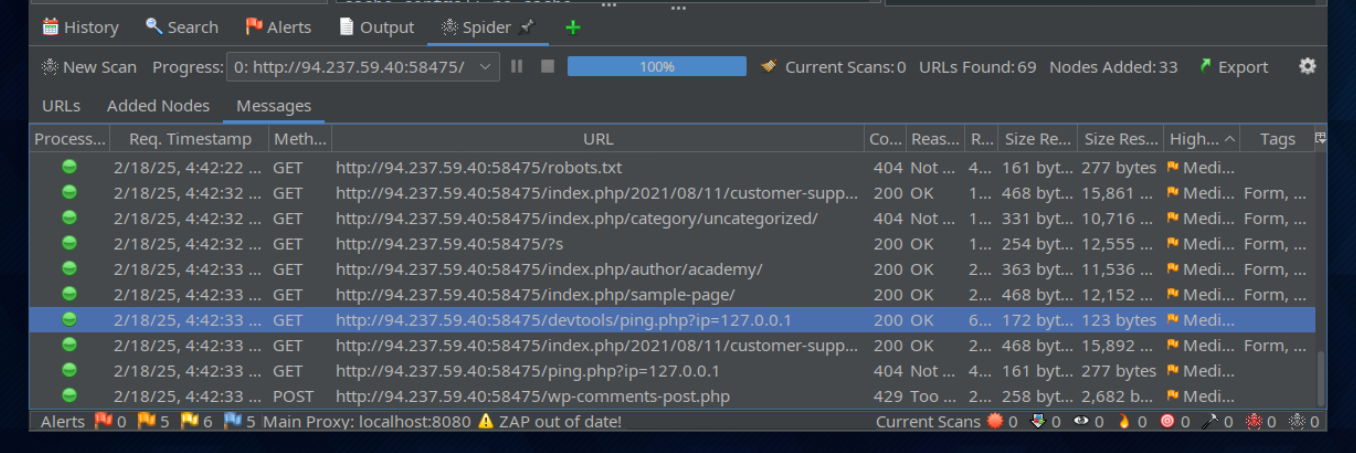 History Search Alerts Output Spider
New Scan Progress: 0: http://94.237.59.40:58475/ 100% Current Scans: 0 URLs Found: 69 Nodes Added: 33 Export
URLs Added Nodes Messages
Process... Req. Timestamp Meth... URL Co... Reas... R... Size Re... Size Res... High... Tags
2/18/25, 4:42:22 ... GET http://94.237.59.40:58475/robots.txt 404 Not ... 4... 161 byt... 277 bytes Medi...
2/18/25, 4:42:32 ... GET http://94.237.59.40:58475/index.php/2021/08/11/customer-supp... 200 OK 1... 468 byt... 15,861 ... Medi... Form, ...
2/18/25, 4:42:32 ... GET http://94.237.59.40:58475/index.php/category/uncategorized/ 404 Not ... 1... 331 byt... 10,716 ... Medi... Form, ...
2/18/25, 4:42:32 ... GET http://94.237.59.40:58475/?s 200 OK 1... 254 byt... 12,555 ... Medi... Form, ...
2/18/25, 4:42:33 ... GET http://94.237.59.40:58475/index.php/author/academy/ 200 OK 2... 363 byt... 11,536 ... Medi... Form, ...
2/18/25, 4:42:33 ... GET http://94.237.59.40:58475/index.php/sample-page/ 200 OK 2... 468 byt... 12,152 ... Medi... Form, ...
2/18/25, 4:42:33 ... GET http://94.237.59.40:58475/devtools/ping.php?ip=127.0.0.1 200 OK 6... 172 byt... 123 bytes Medi...
2/18/25, 4:42:33 ... GET http://94.237.59.40:58475/index.php/2021/08/11/customer-supp... 200 OK 2... 468 byt... 15,892 ... Medi... Form, ...
2/18/25, 4:42:33 ... GET http://94.237.59.40:58475/ping.php?ip=127.0.0.1 404 Not ... 4... 161 byt... 277 bytes Medi...
2/18/25, 4:42:33 ... POST http://94.237.59.40:58475/wp-comments-post.php 429 Too ... 2... 258 byt... 2,682 b... Medi...
Alerts 0 5 6 5 Main Proxy: localhost:8080 ZAP out of date! Current Scans 0 0 0 0 0 0 0 0